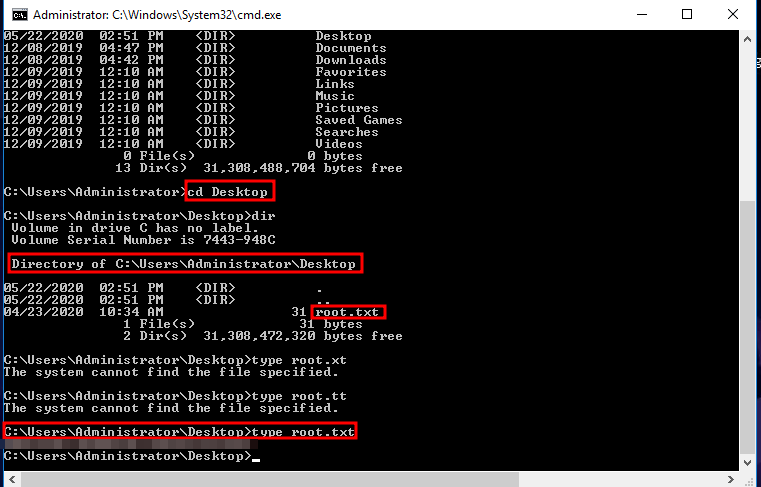 Administrator: C:\Windows\System32\cmd.exe
05/22/2020  02:51 PM    <DIR>          Desktop
12/08/2019  04:47 PM    <DIR>          Documents
12/08/2019  04:42 PM    <DIR>          Downloads
12/09/2019  12:10 AM    <DIR>          Favorites
12/09/2019  12:10 AM    <DIR>          Links
12/09/2019  12:10 AM    <DIR>          Music
12/09/2019  12:10 AM    <DIR>          Pictures
12/09/2019  12:10 AM    <DIR>          Saved Games
12/09/2019  12:10 AM    <DIR>          Searches
12/09/2019  12:10 AM    <DIR>          Videos
               0 File(s)              0 bytes
              13 Dir(s)  31,308,488,704 bytes free
C:\Users\Administrator>cd Desktop
C:\Users\Administrator\Desktop>dir
 Volume in drive C has no label.
 Volume Serial Number is 7443-948C
 Directory of C:\Users\Administrator\Desktop
05/22/2020  02:51 PM    <DIR>          .
05/22/2020  02:51 PM    <DIR>          ..
04/23/2020  10:34 AM                31 root.txt
               1 File(s)             31 bytes
               2 Dir(s)  31,308,472,320 bytes free
C:\Users\Administrator\Desktop>type root.xt
The system cannot find the file specified.
C:\Users\Administrator\Desktop>type root.tt
The system cannot find the file specified.
C:\Users\Administrator\Desktop>type root.txt
C:\Users\Administrator\Desktop>_